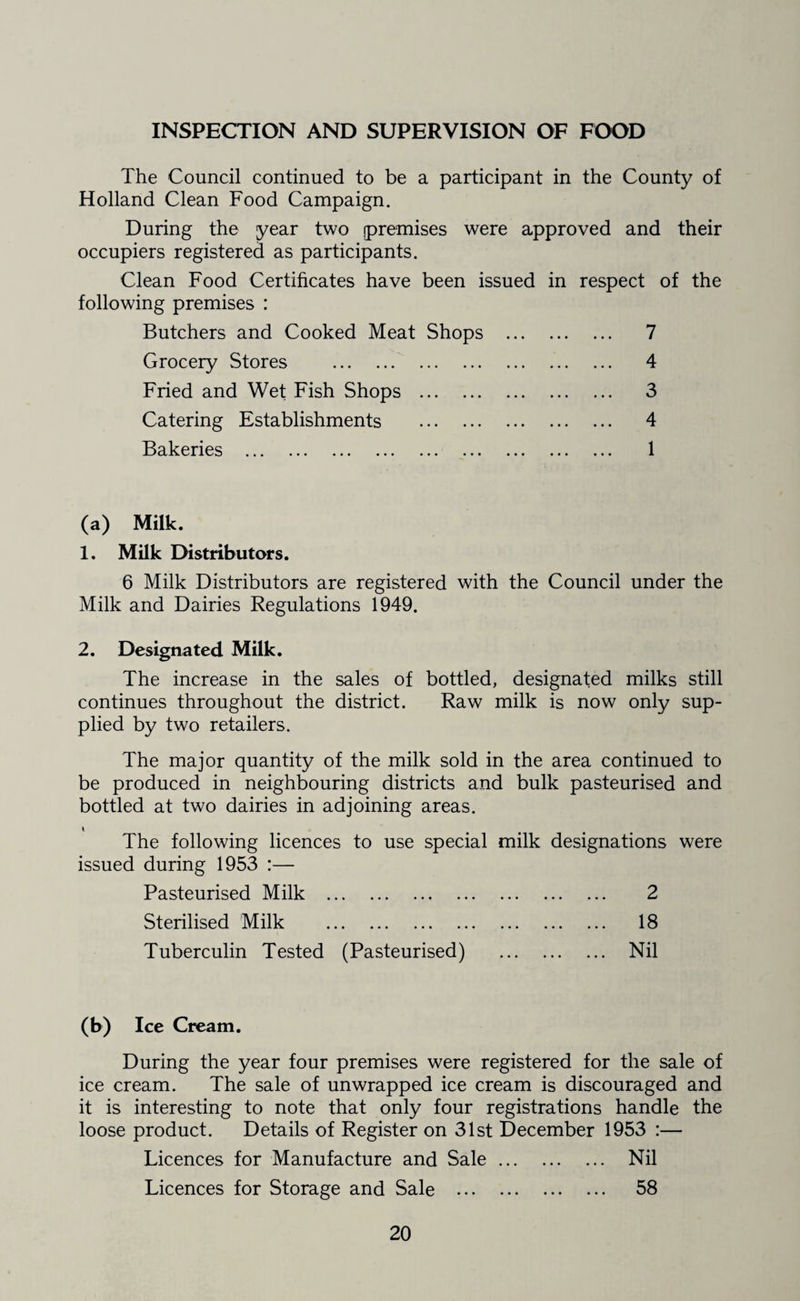 INSPECTION AND SUPERVISION OF FOOD
The Council continued to be a participant in the County of
Holland Clean Food Campaign.
During the year two premises were approved and their
occupiers registered as participants.
Clean Food Certificates have been issued in respect of the
following premises :
Butchers and Cooked Meat Shops ... ... ... 7
Grocery Stores ... ... ... ... ... ... ... 4
Fried and Wet Fish Shops ... ... ... ... ... 3
Catering Establishments ... ... ... ... ... 4
Bakeries ... ... ... ... ... ... ... ... ... 1
(a) Milk.
1. Milk Distributors.
6 Milk Distributors are registered with the Council under the
Milk and Dairies Regulations 1949.
2. Designated Milk.
The increase in the sales of bottled, designated milks still
continues throughout the district. Raw milk is now only sup-
plied by two retailers.
The major quantity of the milk sold in the area continued to
be produced in neighbouring districts and bulk pasteurised and
bottled at two dairies in adjoining areas.
The following licences to use special milk designations were
issued during 1953 :—
Pasteurised Milk ... ... ... ... ... ... ... 2
Sterilised Milk ... ... ... ... ... ... ... 18
Tuberculin Tested (Pasteurised) ... ... ... Nil
(b) Ice Cream.
During the year four premises were registered for the sale of
ice cream. The sale of unwrapped ice cream is discouraged and
it is interesting to note that only four registrations handle the
loose product. Details of Register on 31st December 1953 :—
Licences for Manufacture and Sale ... ... ... Nil
Licences for Storage and Sale ... ... ... ... 58
20